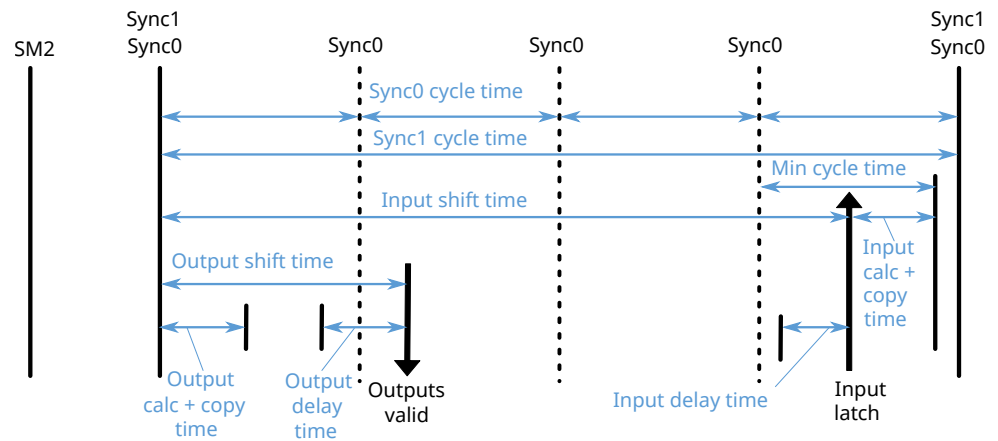 Sync1
Sync0
SM2
Sync0
Sync0
Sync0
Sync1
Sync0
Sync0 cycle time
Sync1 cycle time
Min cycle time
Input shift time
Input
calc +
copy
time
Output shift time
Output
calc + copy
time
Output
delay
time
Outputs
valid
Input delay time
Input
latch